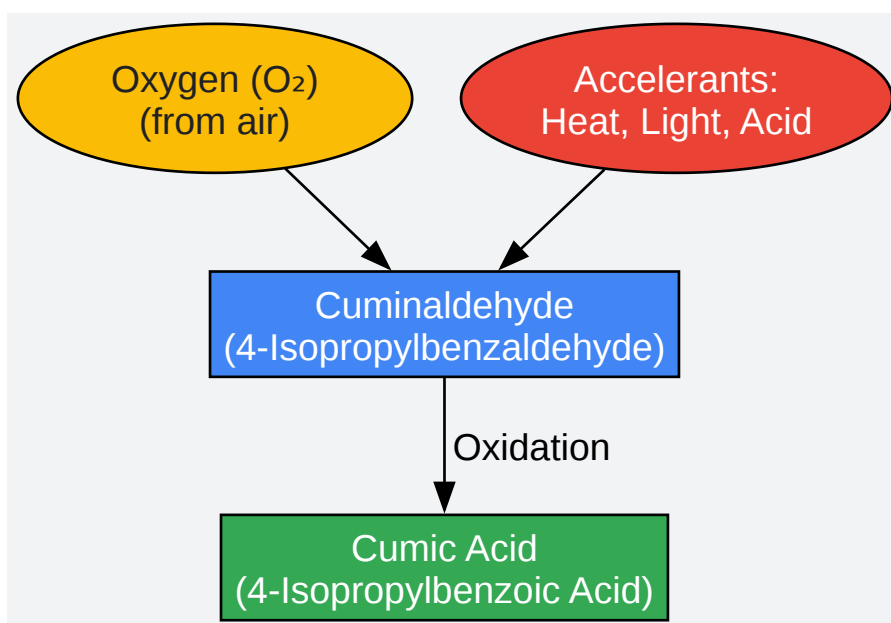 Oxygen (O₂)
(from air)
Accelerants:
Heat, Light, Acid
Cuminaldehyde
(4-Isopropylbenzaldehyde)
Oxidation
Cumic Acid
(4-Isopropylbenzoic Acid)